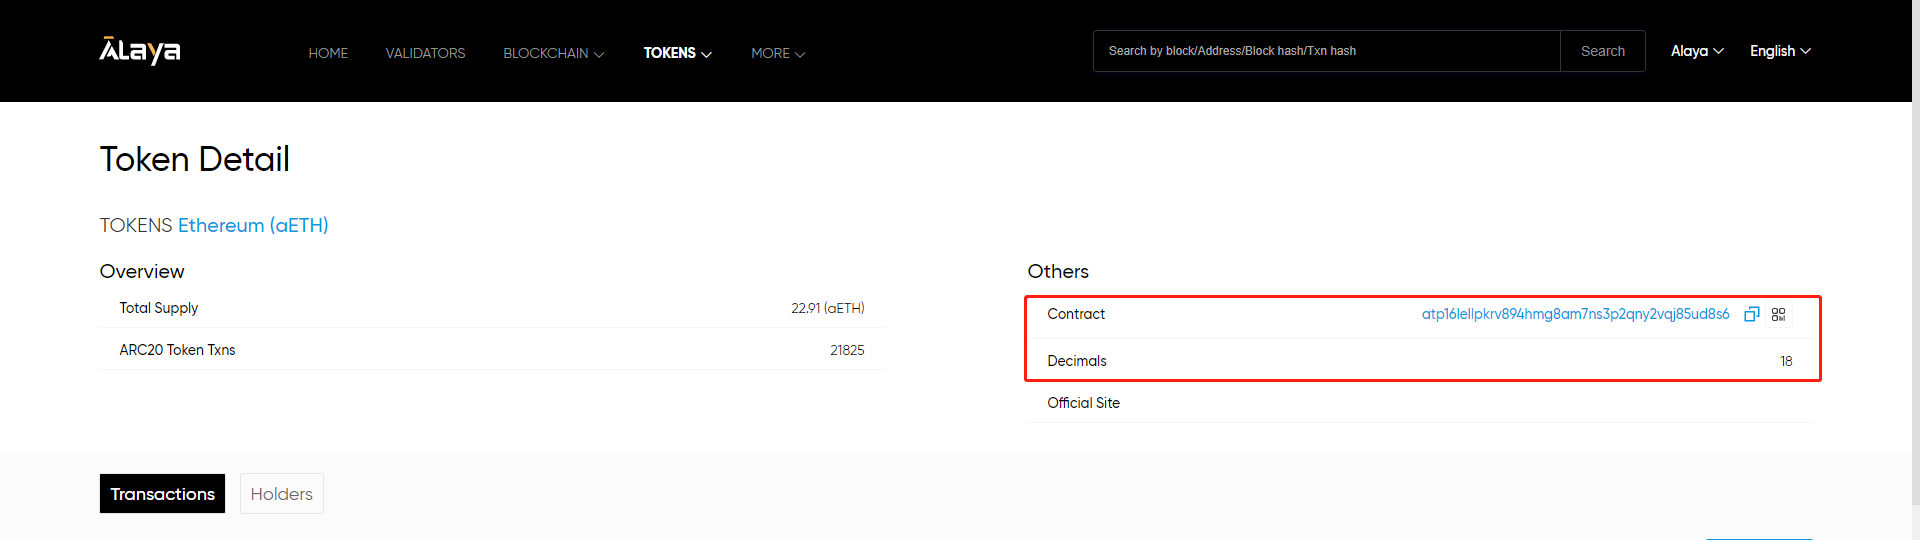 Alaya HOME VALIDATORS BLOCKCHAIN TOKENS MORE Search by block/Address/Block hash/Txn hash Search Alaya English
Token Detail
TOKENS Ethereum (aETH)
Overview
Total Supply 22.91 (aETH)
ARC20 Token Txns 21825
Others
Contract atp16lellpkrv894hmg8am7ns3p2qny2vqj85ud8s6
Decimals 18
Official Site
Transactions Holders